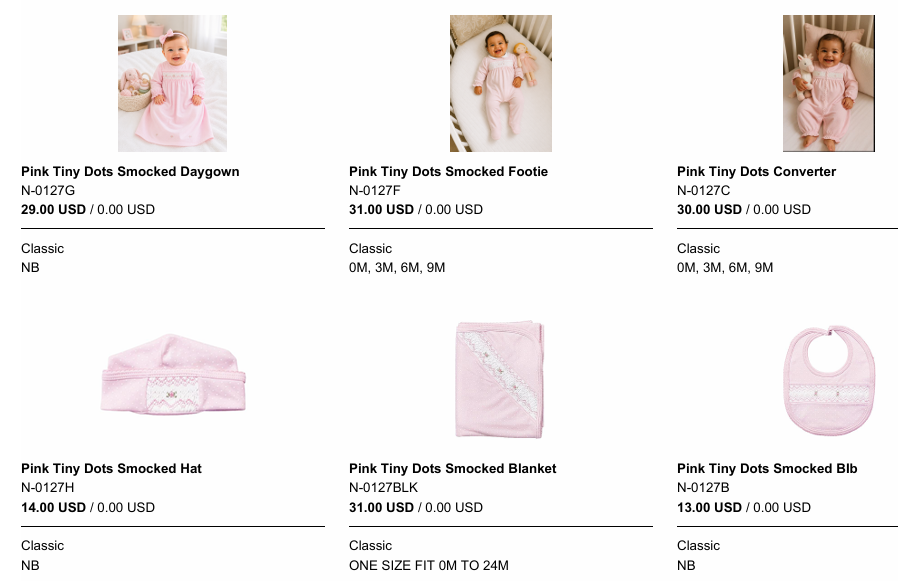 Pink Tiny Dots Smocked Daygown
N-0127G
29.00 USD / 0.00 USD
Classic
NB
Pink Tiny Dots Smocked Footie
N-0127F
31.00 USD / 0.00 USD
Classic
0M, 3M, 6M, 9M
Pink Tiny Dots Converter
N-0127C
30.00 USD / 0.00 USD
Classic
0M, 3M, 6M, 9M
Pink Tiny Dots Smocked Hat
N-0127H
14.00 USD / 0.00 USD
Classic
NB
Pink Tiny Dots Smocked Blanket
N-0127BLK
31.00 USD / 0.00 USD
Classic
ONE SIZE FIT 0M TO 24M
Pink Tiny Dots Smocked BIb
N-0127B
13.00 USD / 0.00 USD
Classic
NB